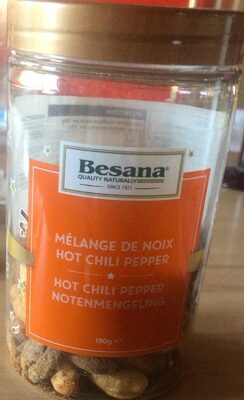 Besana®
QUALITY NATURALLY
SINCE 1921
MÉLANGE DE NOIX
HOT CHILI PEPPER
HOT CHILI PEPPER
NOTENMENGELING
190g e